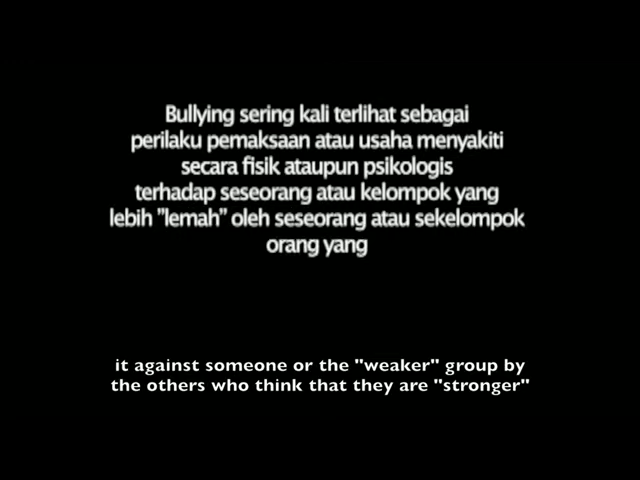 Bullying sering kali terlihat sebagai
perilaku pemaksaan atau usaha menyakiti
secara fisik ataupun psikologis
terhadap seseorang atau kelompok yang
lebih "lemah" oleh seseorang atau sekelompok
orang yang
it against someone or the "weaker" group by
the others who think that they are "stronger"